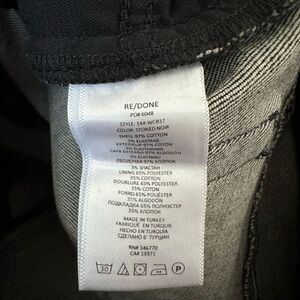 RE/DONE
PO# 6048
STYLE: 144-WCB37
COLOR: STONED NOIR
SHELL 97% COTTON
3% ELASTANE
EXTÉRIEUR 97% COTON
3% ÉLASTHANNE
CAPA EXTERNA 97% ALGODÓN
3% ELASTANO
ОБОЛОЧКА 97% ХЛОПОК
3% ЭЛАСТАН
LINING 65% POLYESTER
35% COTTON
DOUBLURE 65% POLYESTER
35% COTON
FORRO 65% POLIÉSTER
35% ALGODÓN
ПОДКЛАДКА 65% ПОЛИЭСТЕР
35% ХЛОПОК
MADE IN TURKEY
FABRIQUÉ EN TURQUIE
HECHO EN TURQUÍA
СДЕЛАНО В ТУРЦИИ
RN# 146770
CA# 19371
30
P